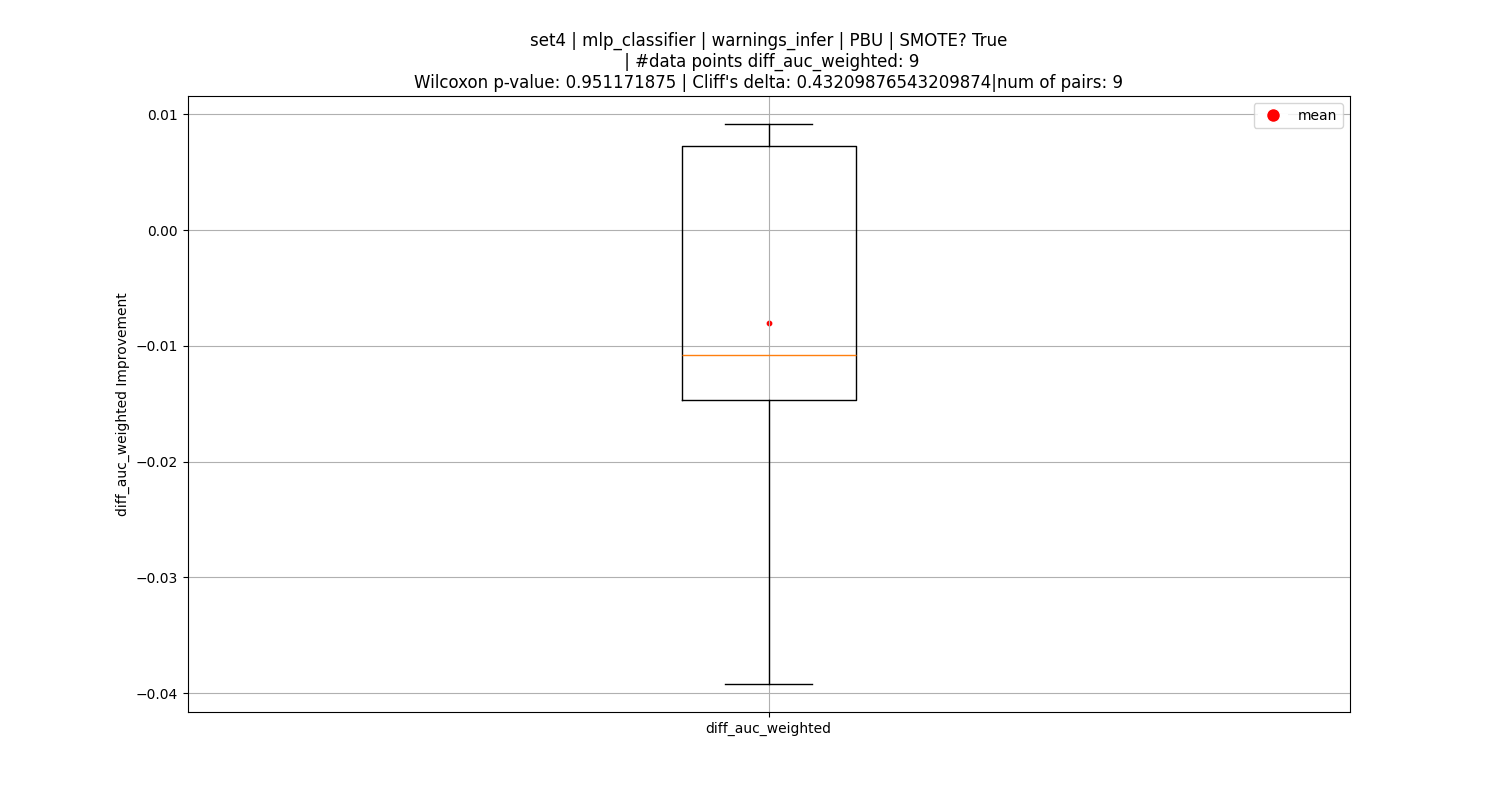 set4 | mlp_classifier | warnings_infer | PBU | SMOTE? True
| #data points diff_auc_weighted: 9
Wilcoxon p-value: 0.951171875 | Cliff's delta: 0.43209876543209874|num of pairs: 9
mean
0.01
0.00
−0.01
−0.02
−0.03
−0.04
diff_auc_weighted Improvement
diff_auc_weighted